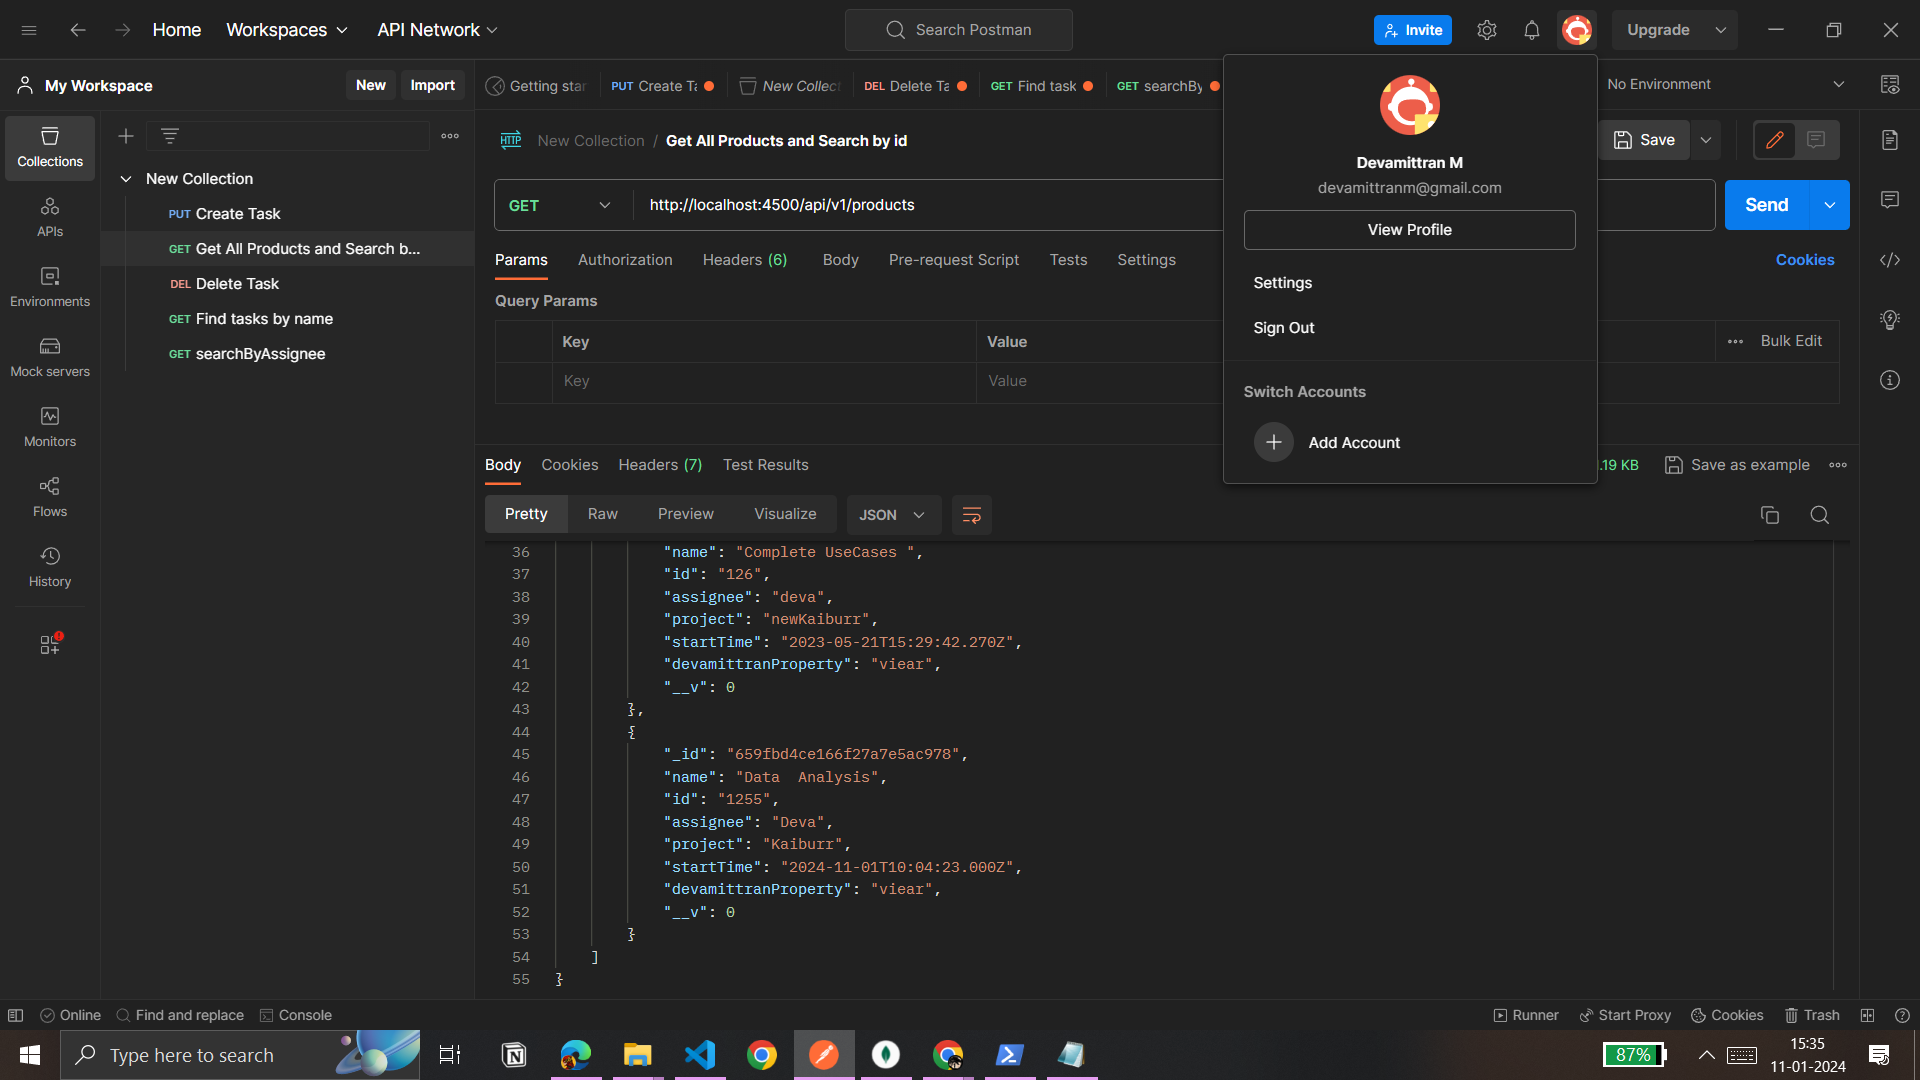 Home
Workspaces
API Network
Search Postman
Invite
Upgrade
My Workspace
New
Import
Getting star
PUT Create Ta
New Collect
DEL Delete Ta
GET Find task
GET searchBy
No Environment
Collections
APIs
Environments
Mock servers
Monitors
Flows
History
New Collection
PUT Create Task
GET Get All Products and Search b...
DEL Delete Task
GET Find tasks by name
GET searchByAssignee
HTTP New Collection / Get All Products and Search by id
Save
GET
http://localhost:4500/api/v1/products
Send
Params
Authorization
Headers (6)
Body
Pre-request Script
Tests
Settings
Cookies
Query Params
Key
Value
Bulk Edit
Key
Value
Devamittran M
devamittranm@gmail.com
View Profile
Settings
Sign Out
Switch Accounts
Add Account
Body
Cookies
Headers (7)
Test Results
.19 KB
Save as example
Pretty
Raw
Preview
Visualize
JSON
36 "name": "Complete UseCases ",
37 "id": "126",
38 "assignee": "deva",
39 "project": "newKaiburr",
40 "startTime": "2023-05-21T15:29:42.270Z",
41 "devamittranProperty": "viear",
42 "__v": 0
43 },
44 {
45 "_id": "659fbd4ce166f27a7e5ac978",
46 "name": "Data  Analysis",
47 "id": "1255",
48 "assignee": "Deva",
49 "project": "Kaiburr",
50 "startTime": "2024-11-01T10:04:23.000Z",
51 "devamittranProperty": "viear",
52 "__v": 0
53 }
54 ]
55 }
Online
Find and replace
Console
Runner
Start Proxy
Cookies
Trash
Type here to search
87%
15:35
11-01-2024